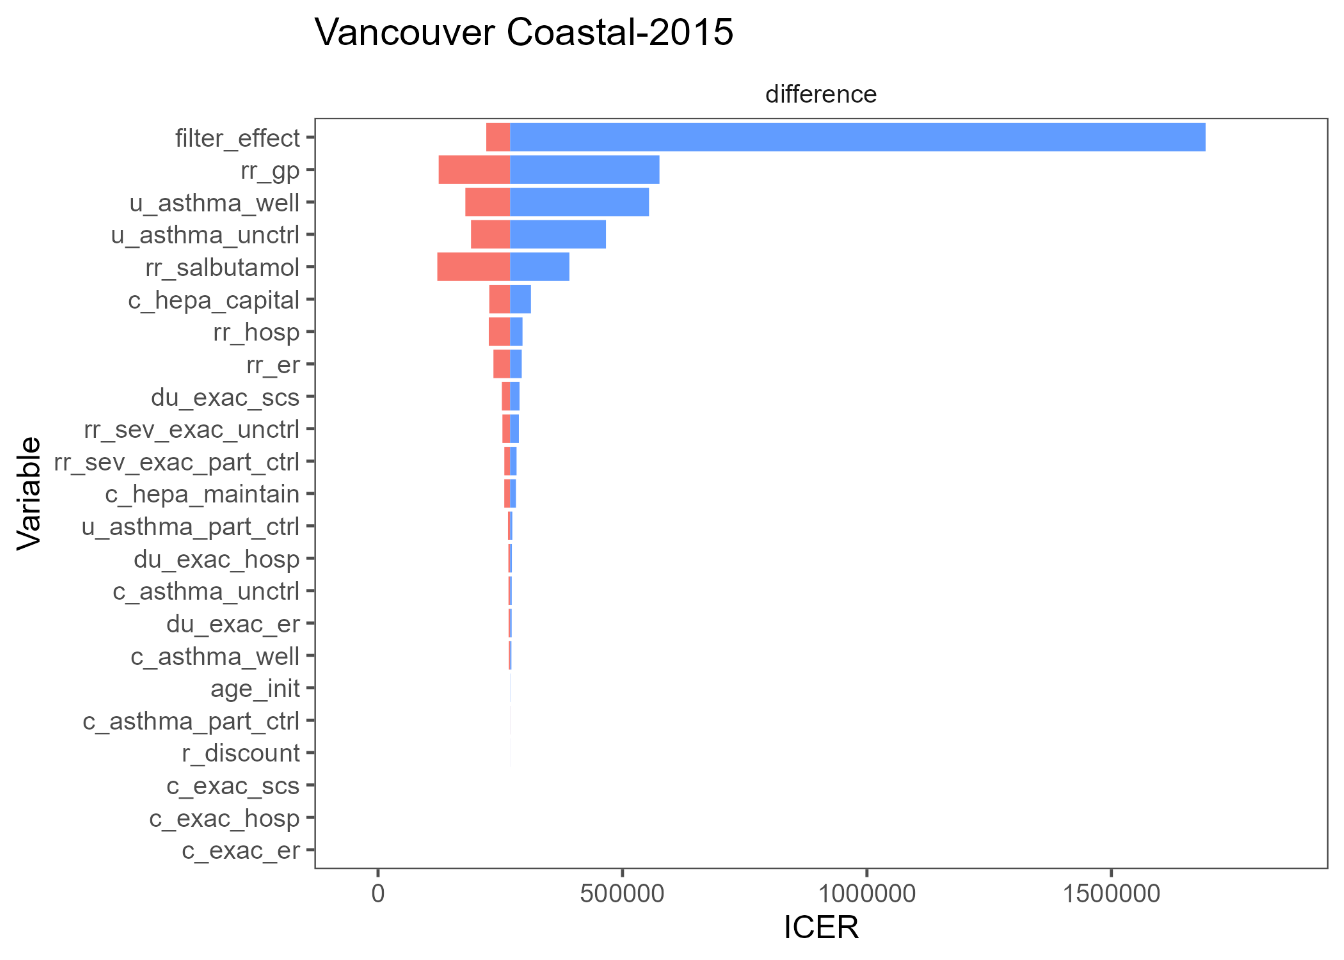 Vancouver Coastal-2015
difference
filter_effect
rr_gp
u_asthma_well
u_asthma_unctrl
rr_salbutamol
c_hepa_capital
rr_hosp
rr_er
du_exac_scs
rr_sev_exac_unctrl
rr_sev_exac_part_ctrl
c_hepa_maintain
u_asthma_part_ctrl
du_exac_hosp
c_asthma_unctrl
du_exac_er
c_asthma_well
age_init
c_asthma_part_ctrl
r_discount
c_exac_scs
c_exac_hosp
c_exac_er
Variable
0 500000 1000000 1500000
ICER